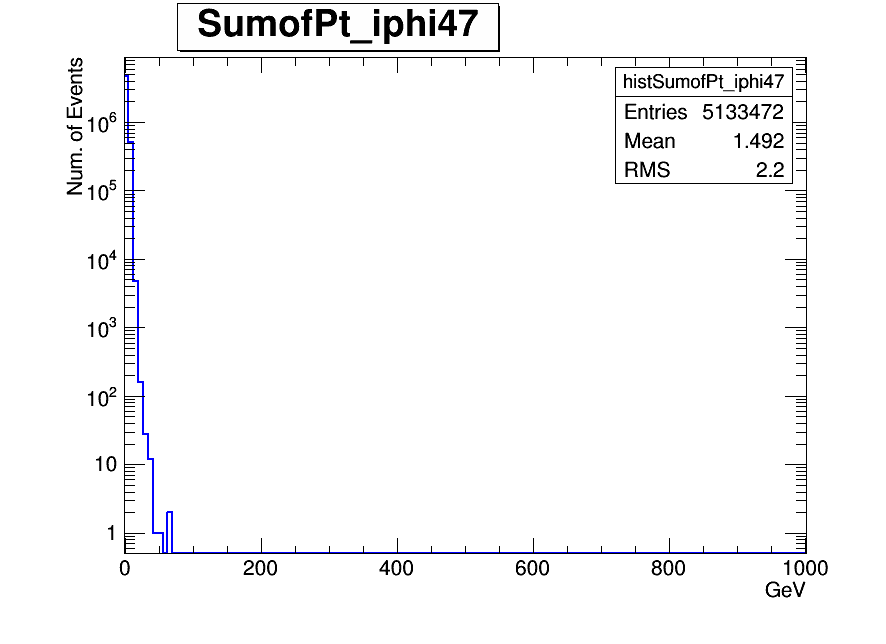 SumofPt_iphi47
histSumofPt_iphi47
Entries 5133472
Mean 1.492
RMS 2.2
Num. of Events
10^6
10^5
10^4
10^3
10^2
10
1
0 200 400 600 800 1000
GeV